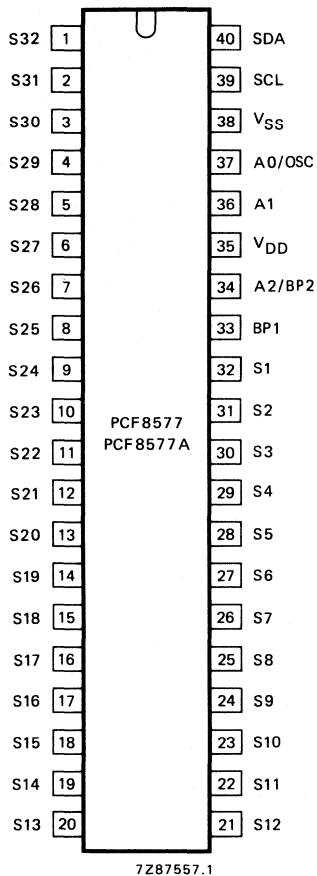 S32 1 40 SDA
S31 2 39 SCL
S30 3 38 VSS
S29 4 37 A0/OSC
S28 5 36 A1
S27 6 35 VDD
S26 7 34 A2/BP2
S25 8 33 BP1
S24 9 32 S1
S23 10 31 S2
PCF8577
PCF8577A
S22 11 30 S3
S21 12 29 S4
S20 13 28 S5
S19 14 27 S6
S18 15 26 S7
S17 16 25 S8
S16 17 24 S9
S15 18 23 S10
S14 19 22 S11
S13 20 21 S12
7Z87557.1